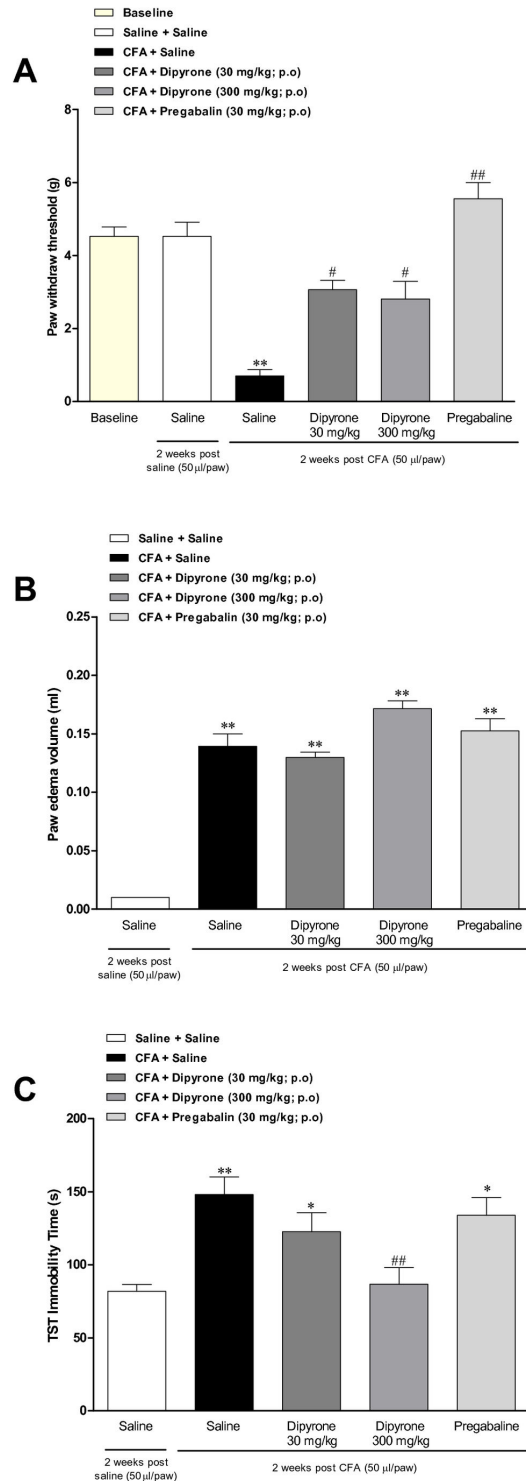 A
Baseline
Saline + Saline
CFA + Saline
CFA + Dipyrone (30 mg/kg; p.o)
CFA + Dipyrone (300 mg/kg; p.o)
CFA + Pregabalin (30 mg/kg; p.o)
Paw withdraw threshold (g)
8
6
4
2
0
**
#
#
##
Baseline
Saline
Saline
Dipyrone 30 mg/kg
Dipyrone 300 mg/kg
Pregabaline
2 weeks post saline (50 µl/paw)
2 weeks post CFA (50 µl/paw)
B
Saline + Saline
CFA + Saline
CFA + Dipyrone (30 mg/kg; p.o)
CFA + Dipyrone (300 mg/kg; p.o)
CFA + Pregabalin (30 mg/kg; p.o)
Paw edema volume (ml)
0.25
0.20
0.15
0.10
0.05
0.00
**
**
**
**
Saline
Saline
Dipyrone 30 mg/kg
Dipyrone 300 mg/kg
Pregabaline
2 weeks post saline (50 µl/paw)
2 weeks post CFA (50 µl/paw)
C
Saline + Saline
CFA + Saline
CFA + Dipyrone (30 mg/kg; p.o)
CFA + Dipyrone (300 mg/kg; p.o)
CFA + Pregabalin (30 mg/kg; p.o)
TST Immobility Time (s)
200
150
100
50
0
**
*
##
*
Saline
Saline
Dipyrone 30 mg/kg
Dipyrone 300 mg/kg
Pregabaline
2 weeks post saline (50 µl/paw)
2 weeks post CFA (50 µl/paw)